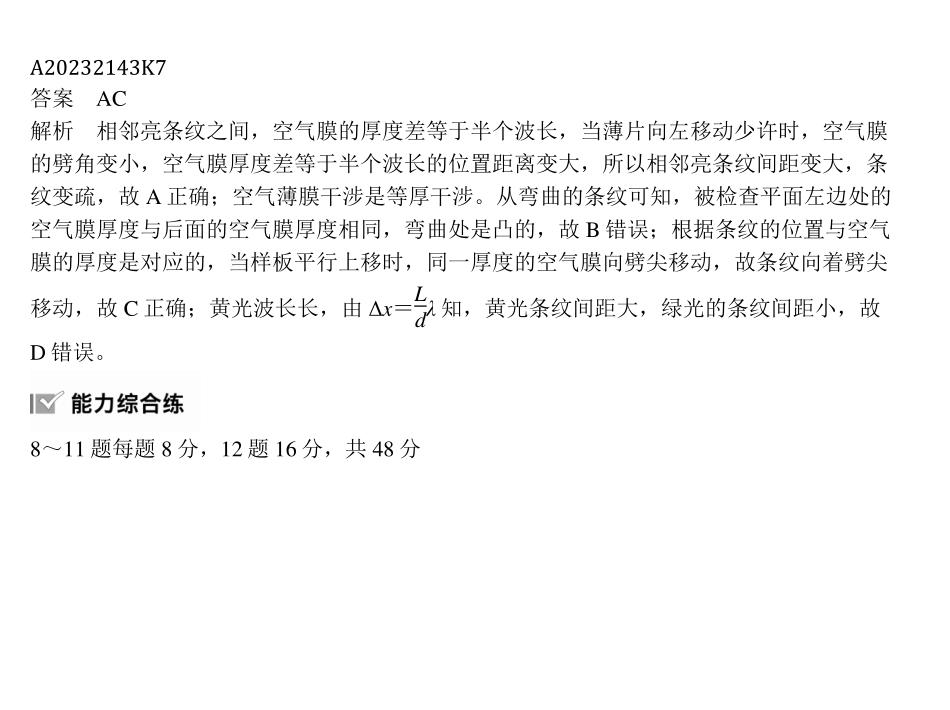 A20232143K7
答案　AC
解析　相邻亮条纹之间，空气膜的厚度差等于半个波长，当薄片向左移动少许时，空气膜
的劈角变小，空气膜厚度差等于半个波长的位置距离变大，所以相邻亮条纹间距变大，条
纹变疏，故 A 正确；空气薄膜干涉是等厚干涉。从弯曲的条纹可知，被检查平面左边处的
空气膜厚度与后面的空气膜厚度相同，弯曲处是凸的，故 B 错误；根据条纹的位置与空气
膜的厚度是对应的，当样板平行上移时，同一厚度的空气膜向劈尖移动，故条纹向着劈尖
移动，故 C 正确；黄光波长长，由 Δx＝L/d λ 知，黄光条纹间距大，绿光的条纹间距小，故
D 错误。
能力综合练
8～11 题每题 8 分，12 题 16 分，共 48 分